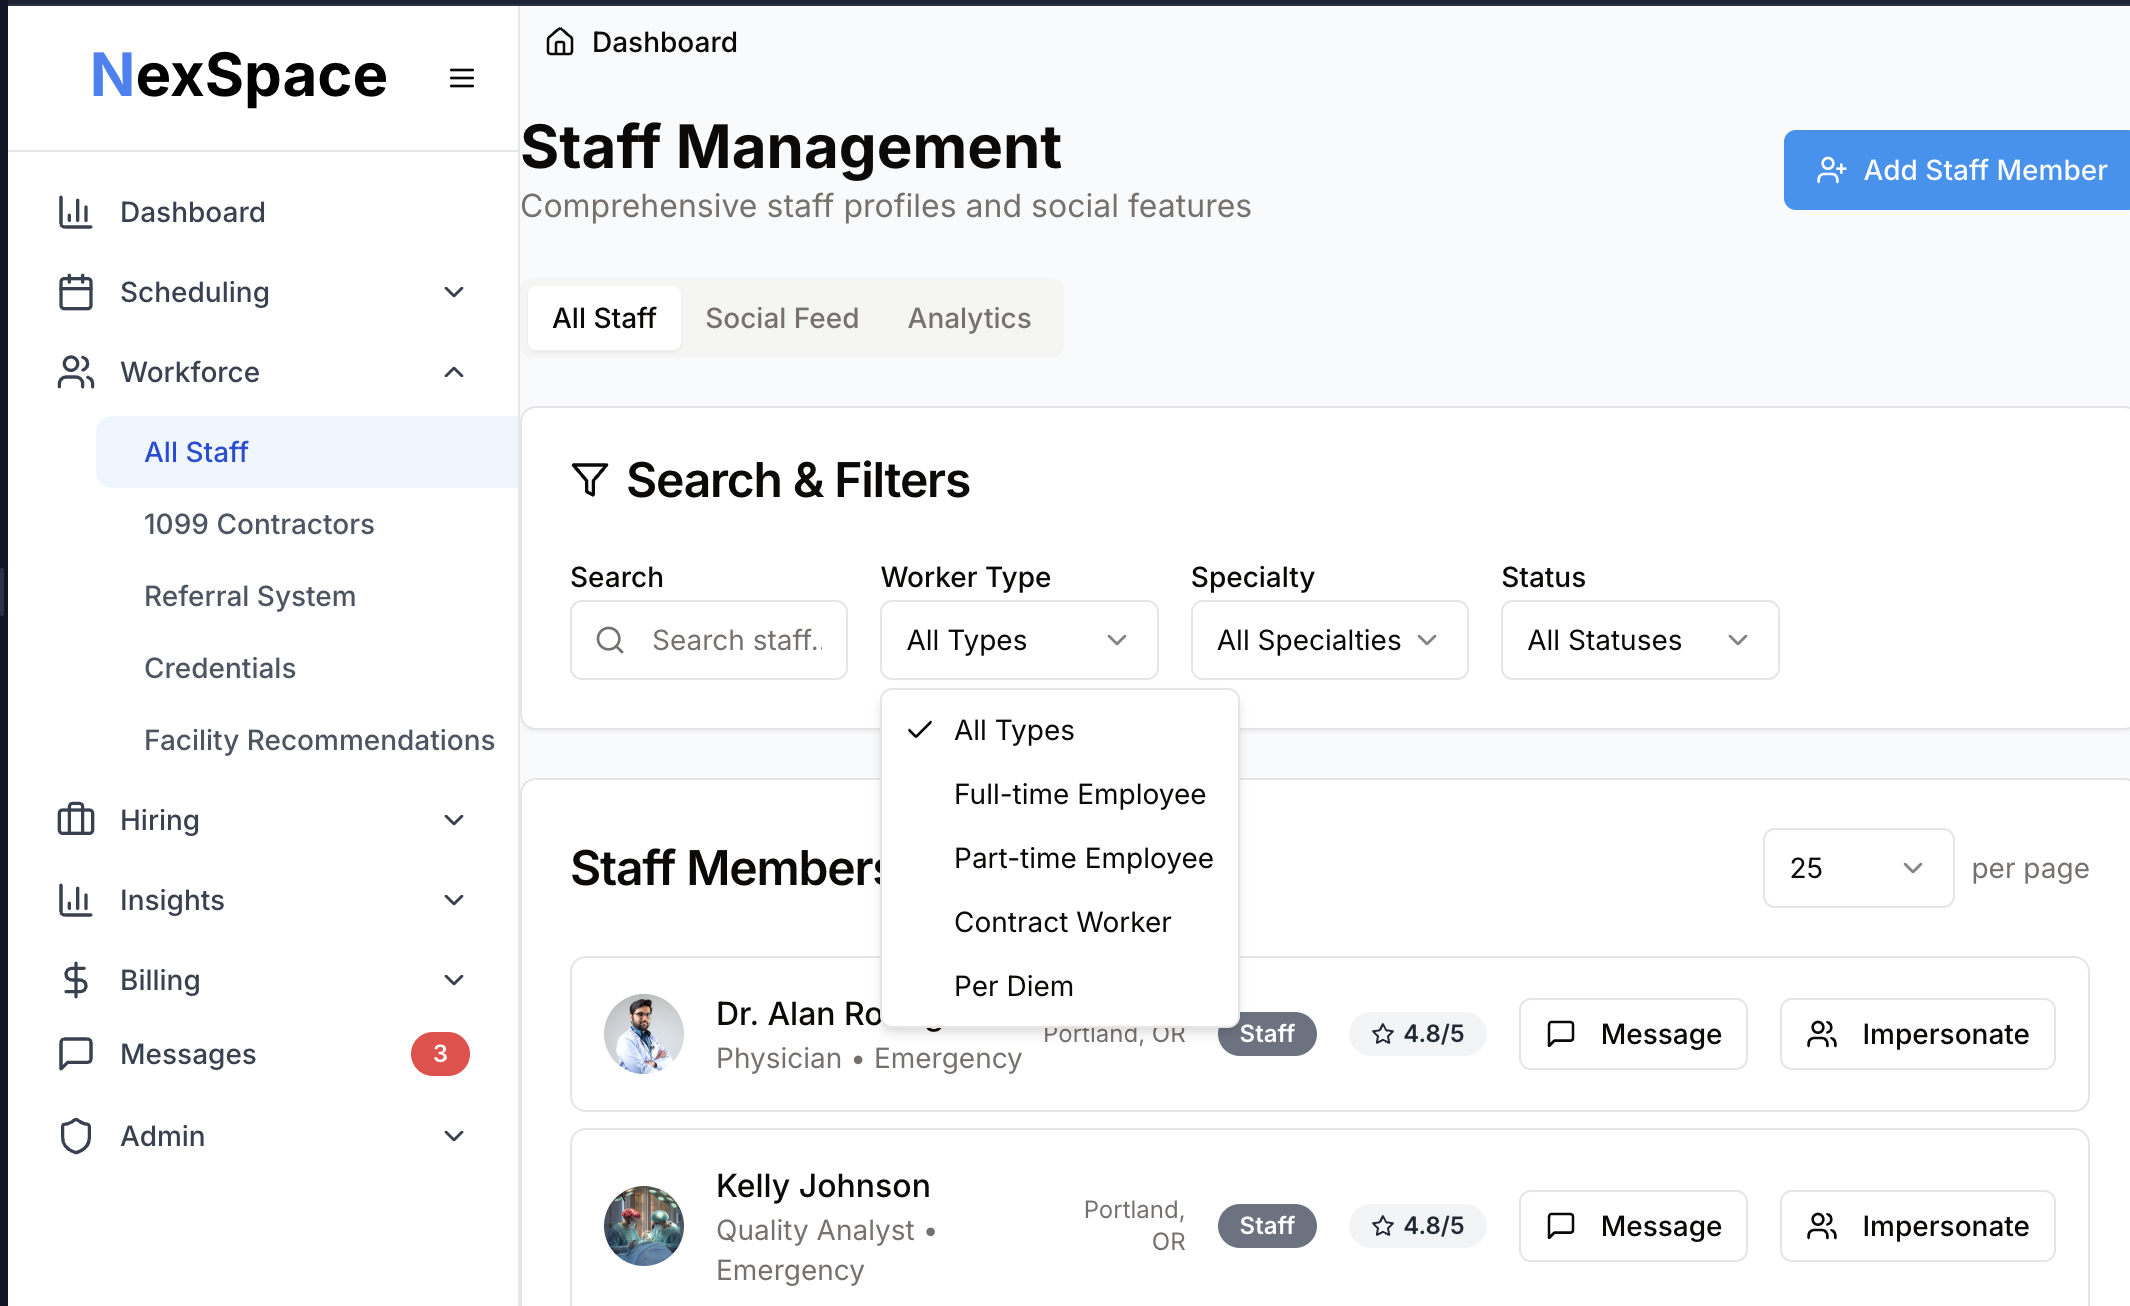 NexSpace
Dashboard
Scheduling
Workforce
All Staff
1099 Contractors
Referral System
Credentials
Facility Recommendations
Hiring
Insights
Billing
Messages
3
Admin
Dashboard
Staff Management
Comprehensive staff profiles and social features
Add Staff Member
All Staff
Social Feed
Analytics
Search & Filters
Search
Worker Type
Specialty
Status
Search staff..
All Types
All Specialties
All Statuses
All Types
Full-time Employee
Part-time Employee
Contract Worker
Per Diem
Staff Members
25
per page
Dr. Alan
Physician • Emergency
Portland, OR
Staff
4.8/5
Message
Impersonate
Kelly Johnson
Quality Analyst •
Emergency
Portland,
OR
Staff
4.8/5
Message
Impersonate